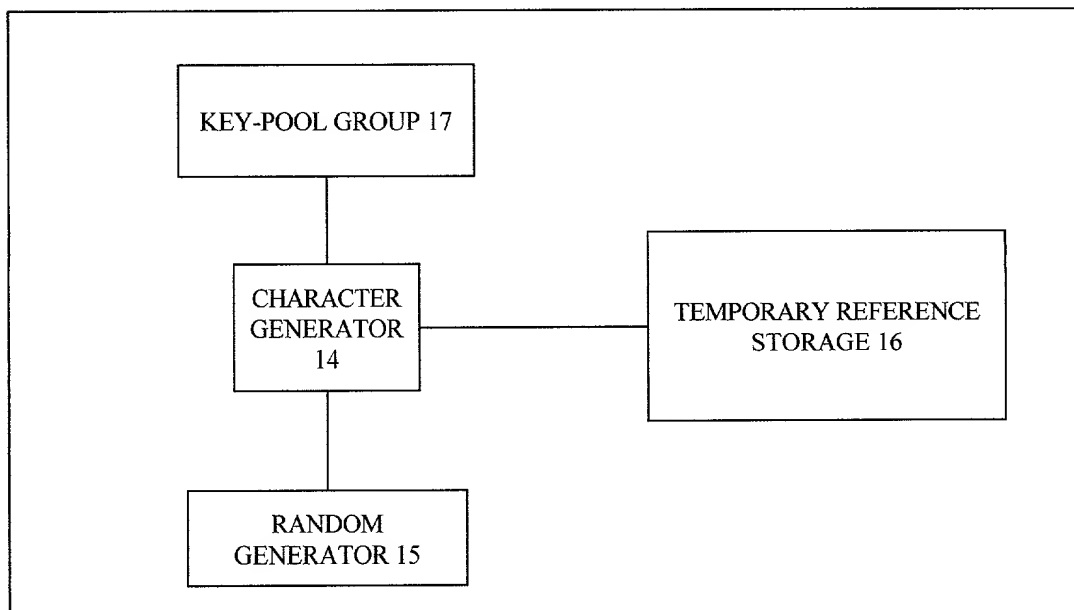 KEY-POOL GROUP 17
CHARACTER
GENERATOR
14
TEMPORARY REFERENCE
STORAGE 16
RANDOM
GENERATOR 15